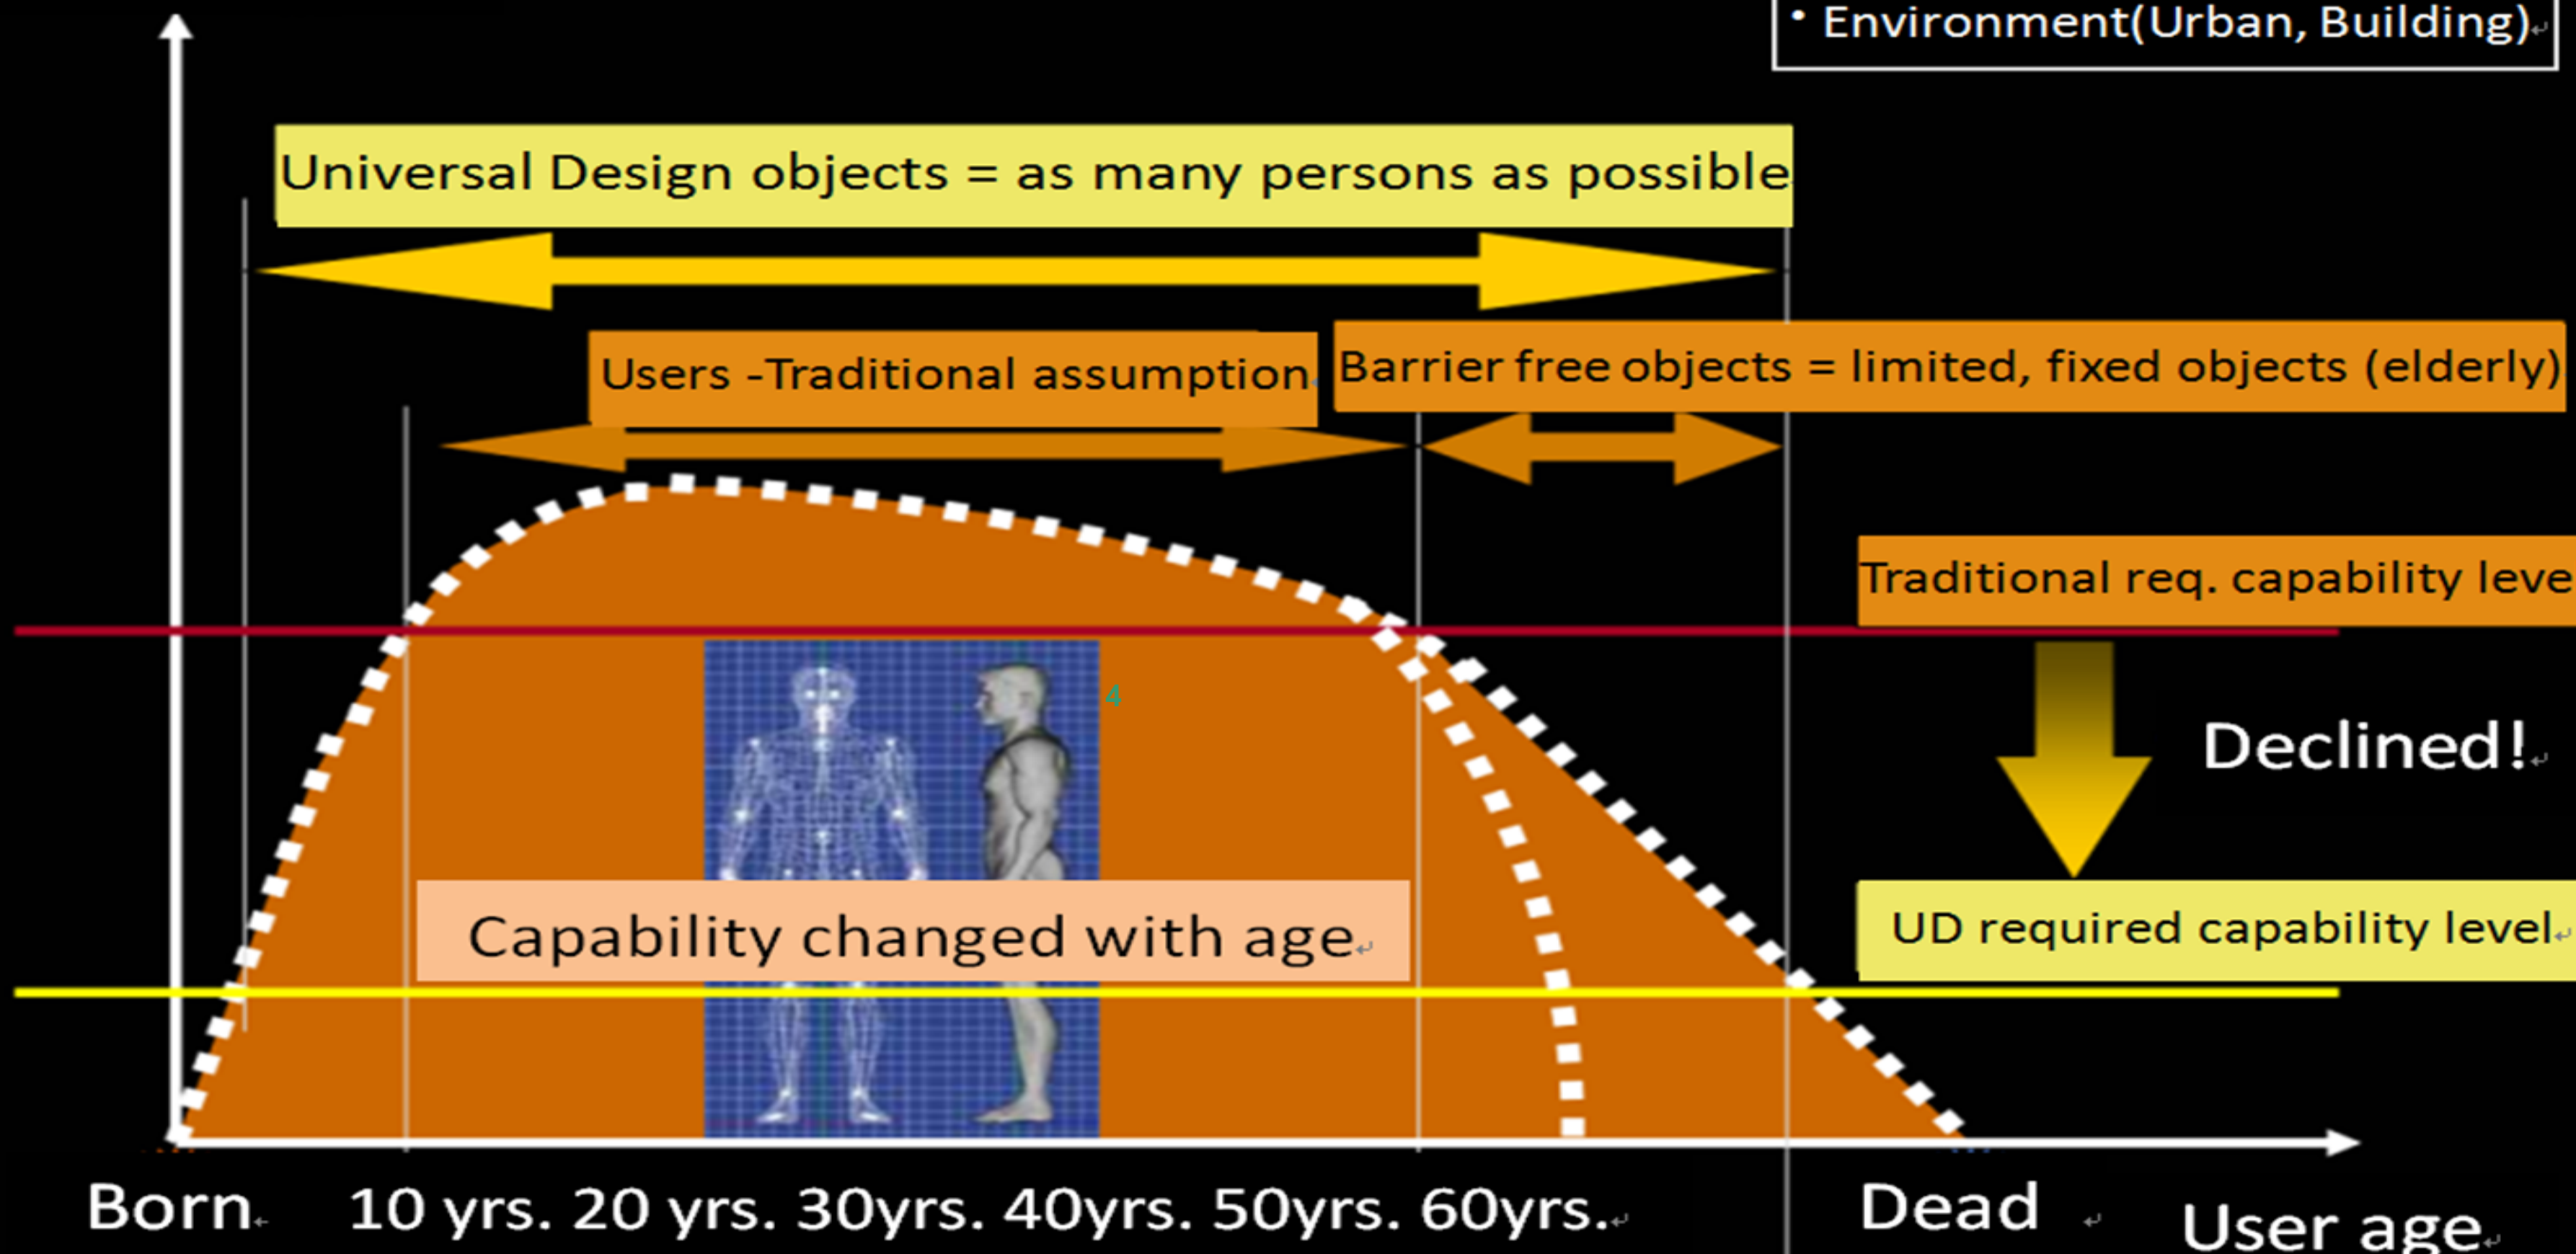 • Environment(Urban, Building)
Universal Design objects = as many persons as possible
Users -Traditional assumption
Barrier free objects = limited, fixed objects (elderly)
Traditional req. capability leve
4
Declined!
Capability changed with age
UD required capability level
Born 10 yrs. 20 yrs. 30yrs. 40yrs. 50yrs. 60yrs. Dead
User age